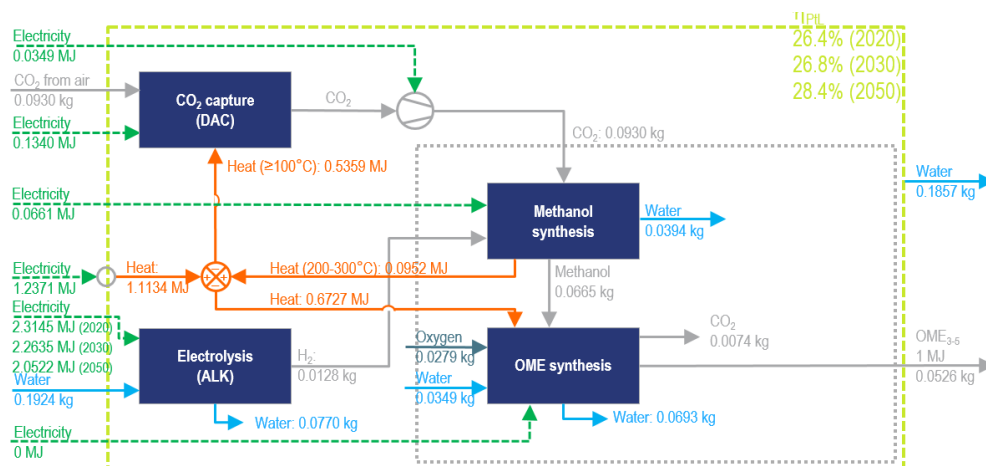 ηPtL
26.4% (2020)
26.8% (2030)
28.4% (2050)
Electricity
0.0349 MJ
CO₂ from air
0.0930 kg
Electricity
0.1340 MJ
CO₂ capture
(DAC)
CO₂
CO₂: 0.0930 kg
Heat (≥100°C): 0.5359 MJ
Electricity
0.0661 MJ
Methanol
synthesis
Water
0.0394 kg
Water
0.1857 kg
Electricity
1.2371 MJ
Heat:
1.1134 MJ
Heat (200-300°C): 0.0952 MJ
Methanol
0.0665 kg
Heat: 0.6727 MJ
Electricity
2.3145 MJ (2020)
2.2635 MJ (2030)
2.0522 MJ (2050)
Water
0.1924 kg
Electrolysis
(ALK)
H₂:
0.0128 kg
Water: 0.0770 kg
Oxygen
0.0279 kg
Water
0.0349 kg
OME synthesis
CO₂
0.0074 kg
OME₃₋₅
1 MJ
0.0526 kg
Water: 0.0693 kg
Electricity
0 MJ